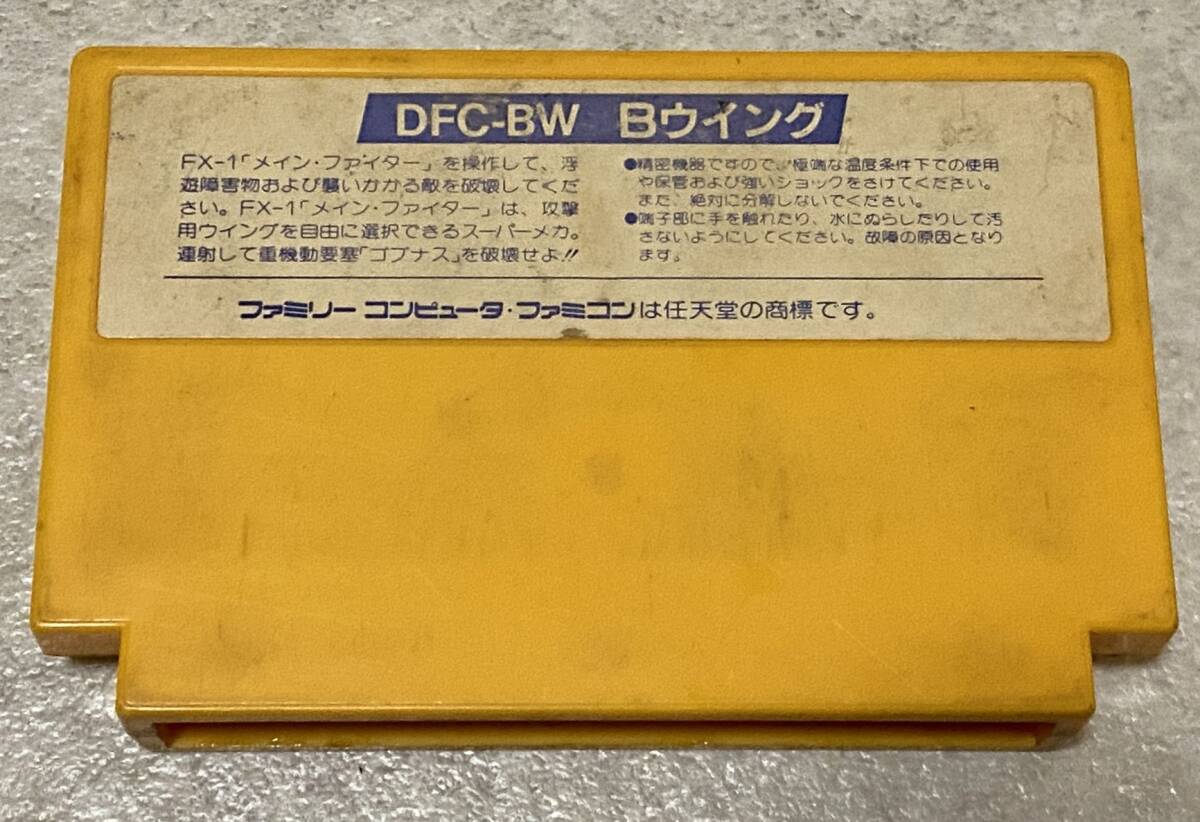 DFC-BW Bウイング
FX-1「メイン・ファイター」を操作して、浮
遊障害物および襲いかかる敵を破壊してくだ
さい。FX-1「メイン・ファイター」は、攻撃
用ウイングを自由に選択できるスーパーメカ。
連射して重機動要塞「ゴブナス」を破壊せよ!!
●精密機器ですので、極端な温度条件下での使用
や保管および強いショックをさけてください。
また、絶対に分解しないでください。
●端子部に手を触れたり、水にぬらしたりして汚
さないようにしてください。故障の原因となり
ます。
ファミリーコンピュータ・ファミコンは任天堂の商標です。